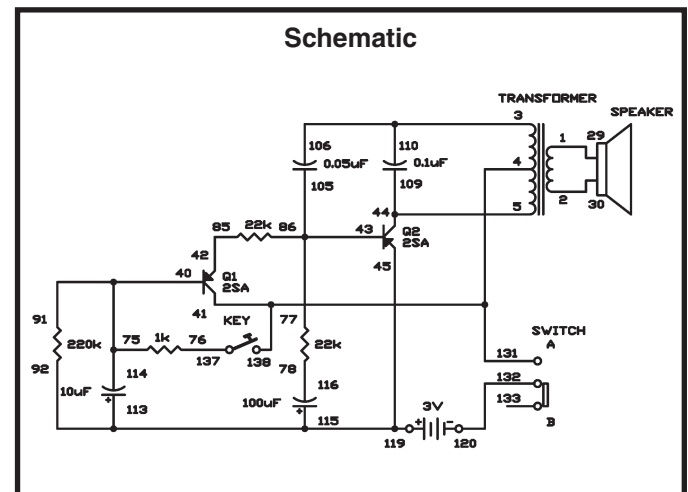 Schematic
TRANSFORMER
SPEAKER
3
106
110
1
29
0.05uF
0.1uF
4
105
109
2
30
44
5
85
22k
86
43
Q2
2SA
42
40
Q1
2SA
45
41
91
KEY
77
75
1k
76
22k
SWITCH
A
220k
137
138
131
92
114
78
10uF
116
132
3V
133
113
100uF
+
115
+
-
B
+
119
120